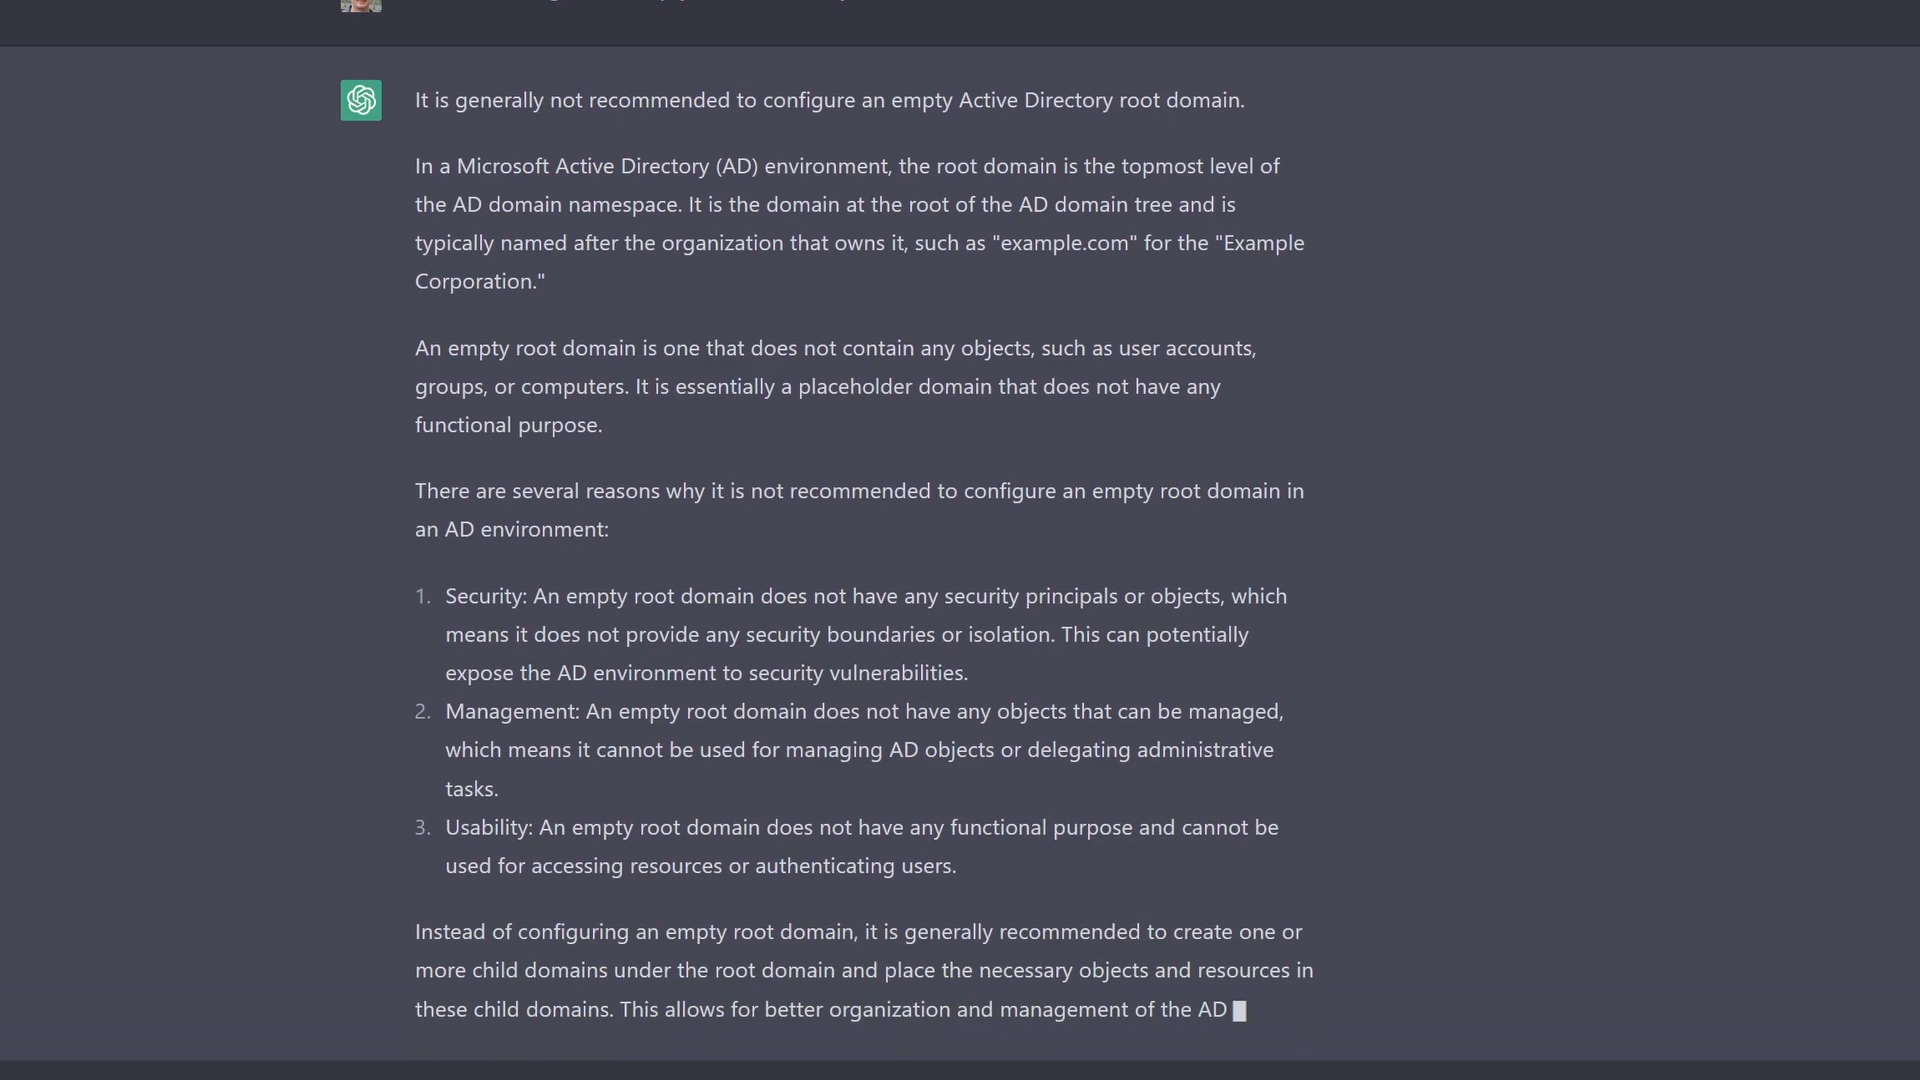 It is generally not recommended to configure an empty Active Directory root domain.
In a Microsoft Active Directory (AD) environment, the root domain is the topmost level of
the AD domain namespace. It is the domain at the root of the AD domain tree and is
typically named after the organization that owns it, such as "example.com" for the "Example
Corporation."
An empty root domain is one that does not contain any objects, such as user accounts,
groups, or computers. It is essentially a placeholder domain that does not have any
functional purpose.
There are several reasons why it is not recommended to configure an empty root domain in
an AD environment:
1. Security: An empty root domain does not have any security principals or objects, which
means it does not provide any security boundaries or isolation. This can potentially
expose the AD environment to security vulnerabilities.
2. Management: An empty root domain does not have any objects that can be managed,
which means it cannot be used for managing AD objects or delegating administrative
tasks.
3. Usability: An empty root domain does not have any functional purpose and cannot be
used for accessing resources or authenticating users.
Instead of configuring an empty root domain, it is generally recommended to create one or
more child domains under the root domain and place the necessary objects and resources in
these child domains. This allows for better organization and management of the AD